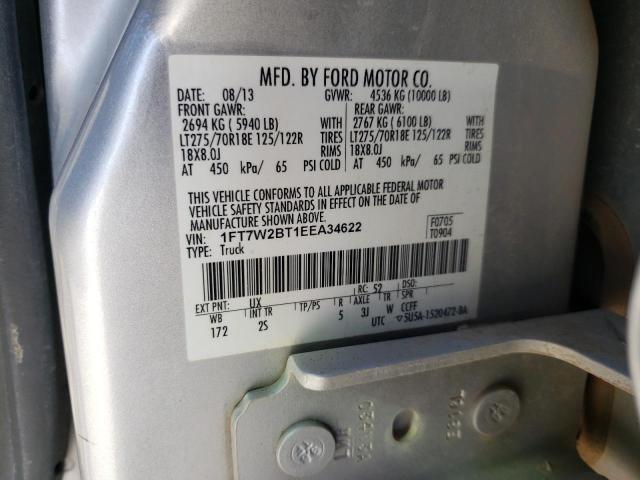 MFD. BY FORD MOTOR CO.
DATE: 08/13 GVWR: 4536 KG (10000 LB)
FRONT GAWR: REAR GAWR:
2694 KG ( 5940 LB) WITH 2767 KG ( 6100 LB) WITH
LT275/70R18E 125/122R TIRES LT275/70R18E 125/122R TIRES
18X8.0J RIMS 18X8.0J RIMS
AT 450 kPa/ 65 PSI COLD AT 450 kPa/ 65 PSI COLD
THIS VEHICLE CONFORMS TO ALL APPLICABLE FEDERAL MOTOR
VEHICLE SAFETY STANDARDS IN EFFECT ON THE DATE OF
MANUFACTURE SHOWN ABOVE.
VIN: 1FT7W2BT1EEA34622 F0705
TYPE: Truck T0904
EXT PNT: UX RC: 52 DSO:
WB INT TR TP/PS R AXLE TR SPR
172 2S 5 3J W CCFF
UTC ▽5U5A-1520472-BA